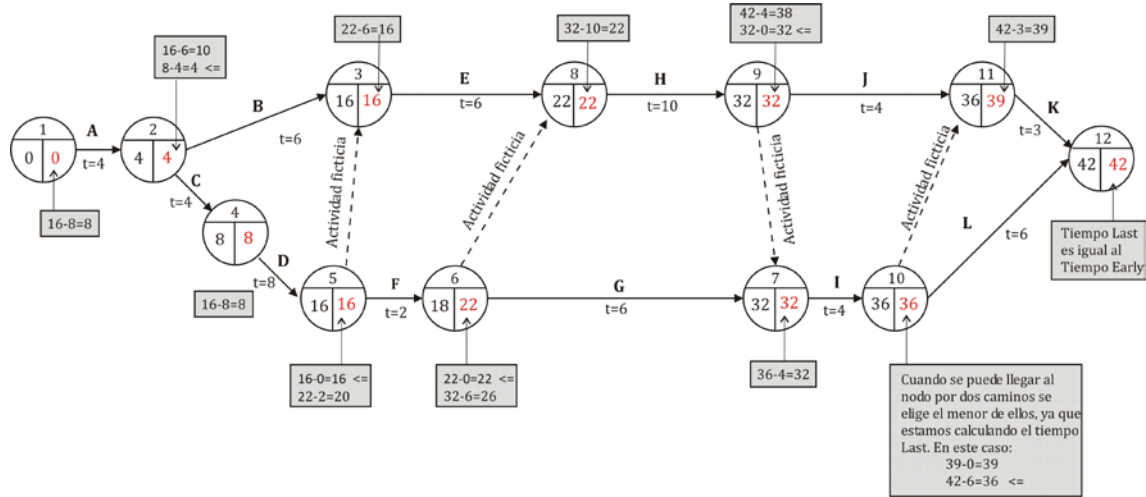 16-6=10
8-4=4 <=
22-6=16
32-10=22
42-4=38
32-0=32 <=
42-3=39
1
0 0
A
t=4
2
4 4
B
t=6
3
16 16
E
t=6
8
22 22
H
t=10
9
32 32
J
t=4
11
36 39
K
t=3
12
42 42
16-8=8
C
t=4
4
8 8
D
t=8
16-8=8
Actividad ficticia
Actividad ficticia
Actividad ficticia
Actividad ficticia
5
16 16
F
t=2
6
18 22
G
t=6
7
32 32
I
t=4
10
36 36
L
t=6
Tiempo Last
es igual al
Tiempo Early
16-0=16 <=
22-2=20
22-0=22 <=
32-6=26
36-4=32
Cuando se puede llegar al
nodo por dos caminos se
elige el menor de ellos, ya que
estamos calculando el tiempo
Last. En este caso:
39-0=39
42-6=36 <=